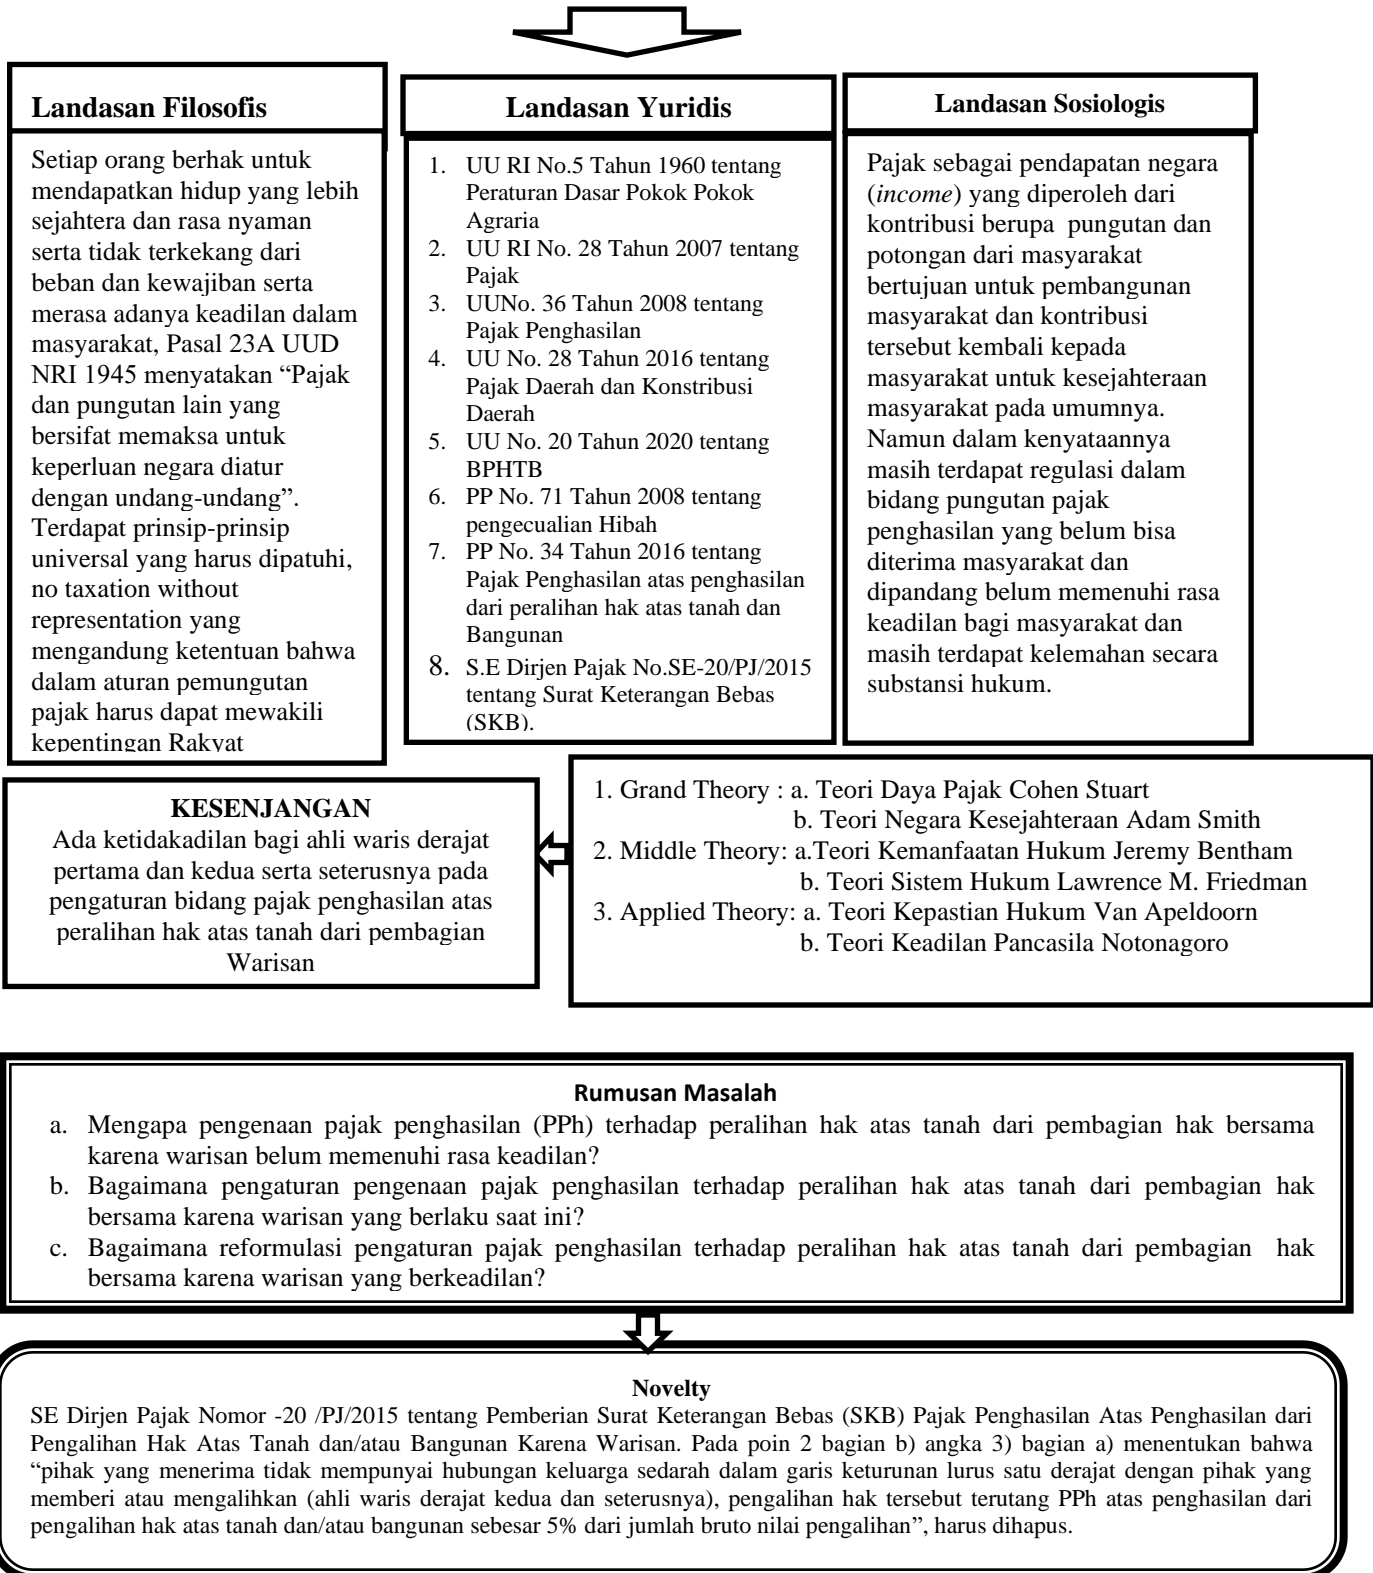 Landasan Filosofis
Setiap orang berhak untuk
mendapatkan hidup yang lebih
sejahtera dan rasa nyaman
serta tidak terkekang dari
beban dan kewajiban serta
merasa adanya keadilan dalam
masyarakat, Pasal 23A UUD
NRI 1945 menyatakan “Pajak
dan pungutan lain yang
bersifat memaksa untuk
keperluan negara diatur
dengan undang-undang”.
Terdapat prinsip-prinsip
universal yang harus dipatuhi,
no taxation without
representation yang
mengandung ketentuan bahwa
dalam aturan pemungutan
pajak harus dapat mewakili
kepentingan Rakyat
Landasan Yuridis
1. UU RI No.5 Tahun 1960 tentang
Peraturan Dasar Pokok Pokok
Agraria
2. UU RI No. 28 Tahun 2007 tentang
Pajak
3. UUNo. 36 Tahun 2008 tentang
Pajak Penghasilan
4. UU No. 28 Tahun 2016 tentang
Pajak Daerah dan Konstribusi
Daerah
5. UU No. 20 Tahun 2020 tentang
BPHTB
6. PP No. 71 Tahun 2008 tentang
pengecualian Hibah
7. PP No. 34 Tahun 2016 tentang
Pajak Penghasilan atas penghasilan
dari peralihan hak atas tanah dan
Bangunan
8. S.E Dirjen Pajak No.SE-20/PJ/2015
tentang Surat Keterangan Bebas
(SKB).
Landasan Sosiologis
Pajak sebagai pendapatan negara
(income) yang diperoleh dari
kontribusi berupa pungutan dan
potongan dari masyarakat
bertujuan untuk pembangunan
masyarakat dan kontribusi
tersebut kembali kepada
masyarakat untuk kesejahteraan
masyarakat pada umumnya.
Namun dalam kenyataannya
masih terdapat regulasi dalam
bidang pungutan pajak
penghasilan yang belum bisa
diterima masyarakat dan
dipandang belum memenuhi rasa
keadilan bagi masyarakat dan
masih terdapat kelemahan secara
substansi hukum.
KESENJANGAN
Ada ketidakadilan bagi ahli waris derajat
pertama dan kedua serta seterusnya pada
pengaturan bidang pajak penghasilan atas
peralihan hak atas tanah dari pembagian
Warisan
1. Grand Theory : a. Teori Daya Pajak Cohen Stuart
b. Teori Negara Kesejahteraan Adam Smith
2. Middle Theory: a.Teori Kemanfaatan Hukum Jeremy Bentham
b. Teori Sistem Hukum Lawrence M. Friedman
3. Applied Theory: a. Teori Kepastian Hukum Van Apeldoorn
b. Teori Keadilan Pancasila Notonagoro
Rumusan Masalah
a. Mengapa pengenaan pajak penghasilan (PPh) terhadap peralihan hak atas tanah dari pembagian hak bersama
karena warisan belum memenuhi rasa keadilan?
b. Bagaimana pengaturan pengenaan pajak penghasilan terhadap peralihan hak atas tanah dari pembagian hak
bersama karena warisan yang berlaku saat ini?
c. Bagaimana reformulasi pengaturan pajak penghasilan terhadap peralihan hak atas tanah dari pembagian hak
bersama karena warisan yang berkeadilan?
Novelty
SE Dirjen Pajak Nomor -20 /PJ/2015 tentang Pemberian Surat Keterangan Bebas (SKB) Pajak Penghasilan Atas Penghasilan dari
Pengalihan Hak Atas Tanah dan/atau Bangunan Karena Warisan. Pada poin 2 bagian b) angka 3) bagian a) menentukan bahwa
“pihak yang menerima tidak mempunyai hubungan keluarga sedarah dalam garis keturunan lurus satu derajat dengan pihak yang
memberi atau mengalihkan (ahli waris derajat kedua dan seterusnya), pengalihan hak tersebut terutang PPh atas penghasilan dari
pengalihan hak atas tanah dan/atau bangunan sebesar 5% dari jumlah bruto nilai pengalihan”, harus dihapus.